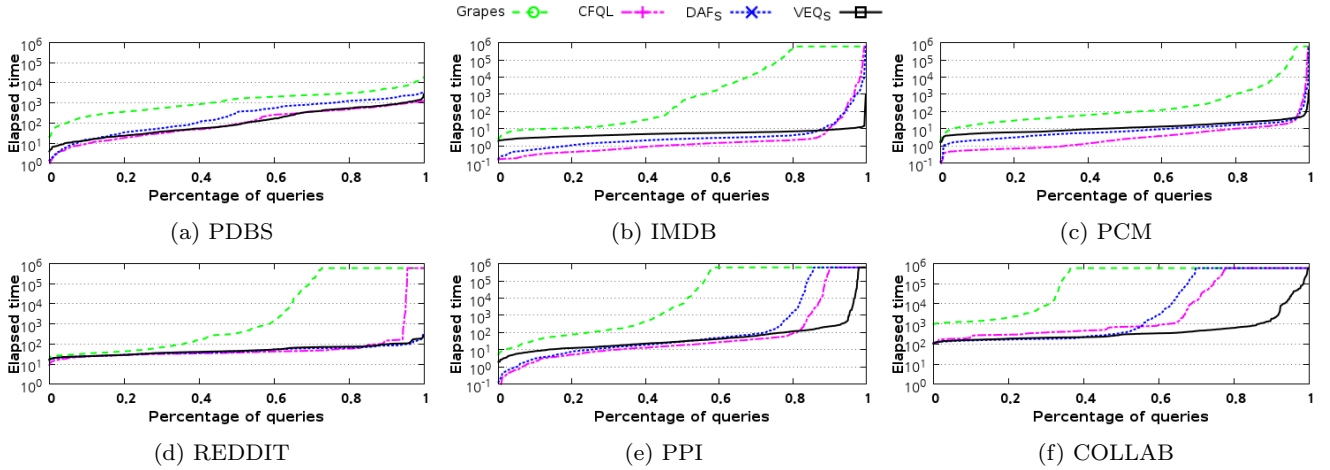 Grapes CFQL DAFS VEQS
Elapsed time
10^6
10^5
10^4
10^3
10^2
10^1
10^0
0 0.2 0.4 0.6 0.8 1
Percentage of queries
(a) PDBS
Elapsed time
10^6
10^5
10^4
10^3
10^2
10^1
10^0
10^-1
0 0.2 0.4 0.6 0.8 1
Percentage of queries
(b) IMDB
Elapsed time
10^6
10^5
10^4
10^3
10^2
10^1
10^0
10^-1
0 0.2 0.4 0.6 0.8 1
Percentage of queries
(c) PCM
Elapsed time
10^6
10^5
10^4
10^3
10^2
10^1
10^0
0 0.2 0.4 0.6 0.8 1
Percentage of queries
(d) REDDIT
Elapsed time
10^6
10^5
10^4
10^3
10^2
10^1
10^0
10^-1
0 0.2 0.4 0.6 0.8 1
Percentage of queries
(e) PPI
Elapsed time
10^6
10^5
10^4
10^3
10^2
10^1
10^0
0 0.2 0.4 0.6 0.8 1
Percentage of queries
(f) COLLAB